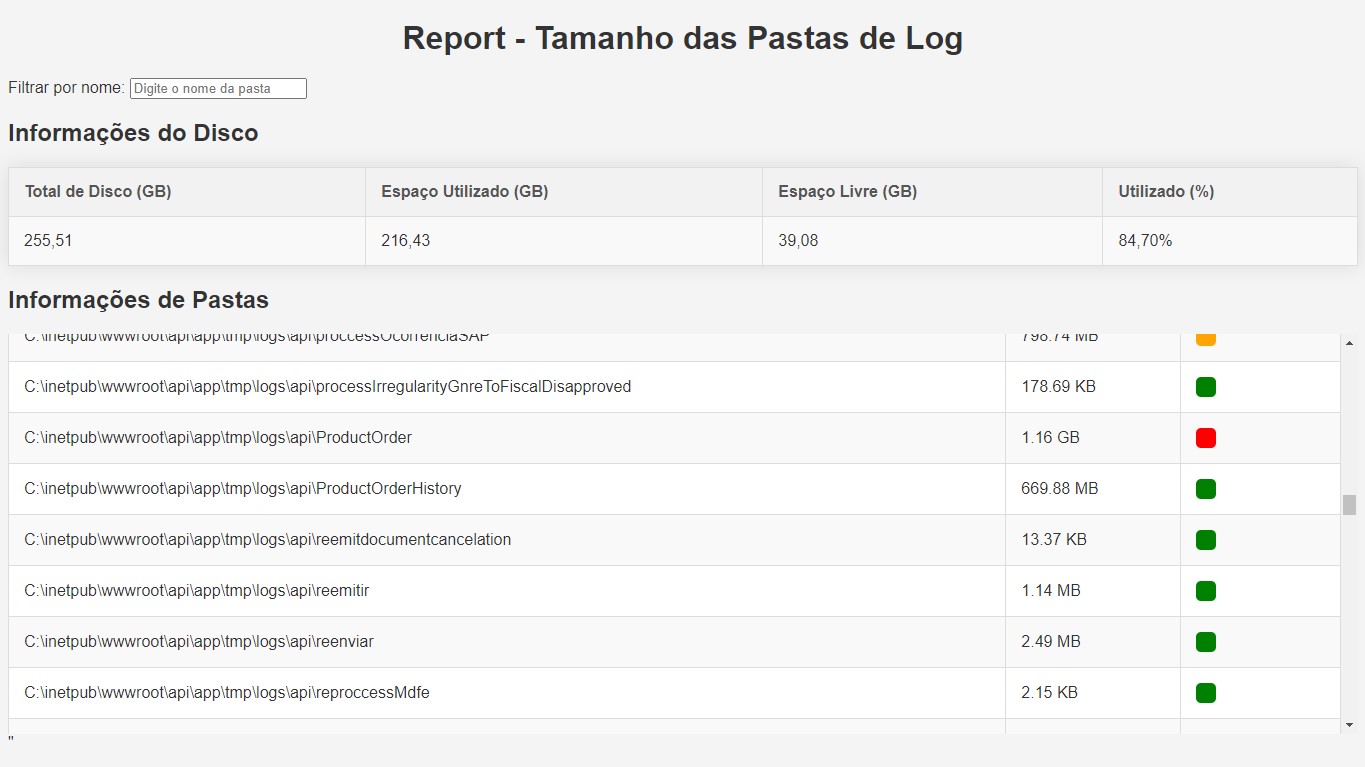 Report - Tamanho das Pastas de Log
Filtrar por nome: Digite o nome da pasta
Informações do Disco
Total de Disco (GB) Espaço Utilizado (GB) Espaço Livre (GB) Utilizado (%)
255,51 216,43 39,08 84,70%
Informações de Pastas
C:\inetpub\wwwroot\api\app\tmp\logs\api\proccessOcorrenciaSAP 798.74 MB
C:\inetpub\wwwroot\api\app\tmp\logs\api\processIrregularityGnreToFiscalDisapproved 178.69 KB
C:\inetpub\wwwroot\api\app\tmp\logs\api\ProductOrder 1.16 GB
C:\inetpub\wwwroot\api\app\tmp\logs\api\ProductOrderHistory 669.88 MB
C:\inetpub\wwwroot\api\app\tmp\logs\api\reemitdocumentcancelation 13.37 KB
C:\inetpub\wwwroot\api\app\tmp\logs\api\reemitir 1.14 MB
C:\inetpub\wwwroot\api\app\tmp\logs\api\reenviar 2.49 MB
C:\inetpub\wwwroot\api\app\tmp\logs\api\reproccessMdfe 2.15 KB
"